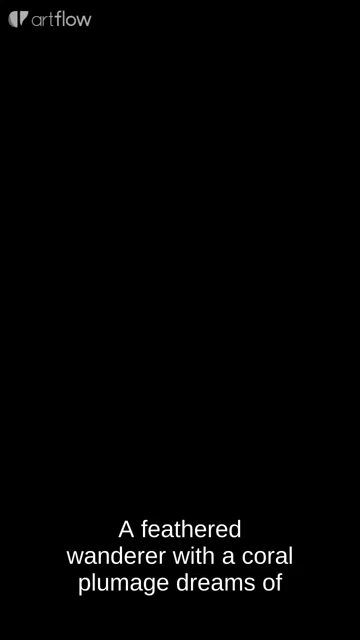 artflow
A feathered
wanderer with a coral
plumage dreams of